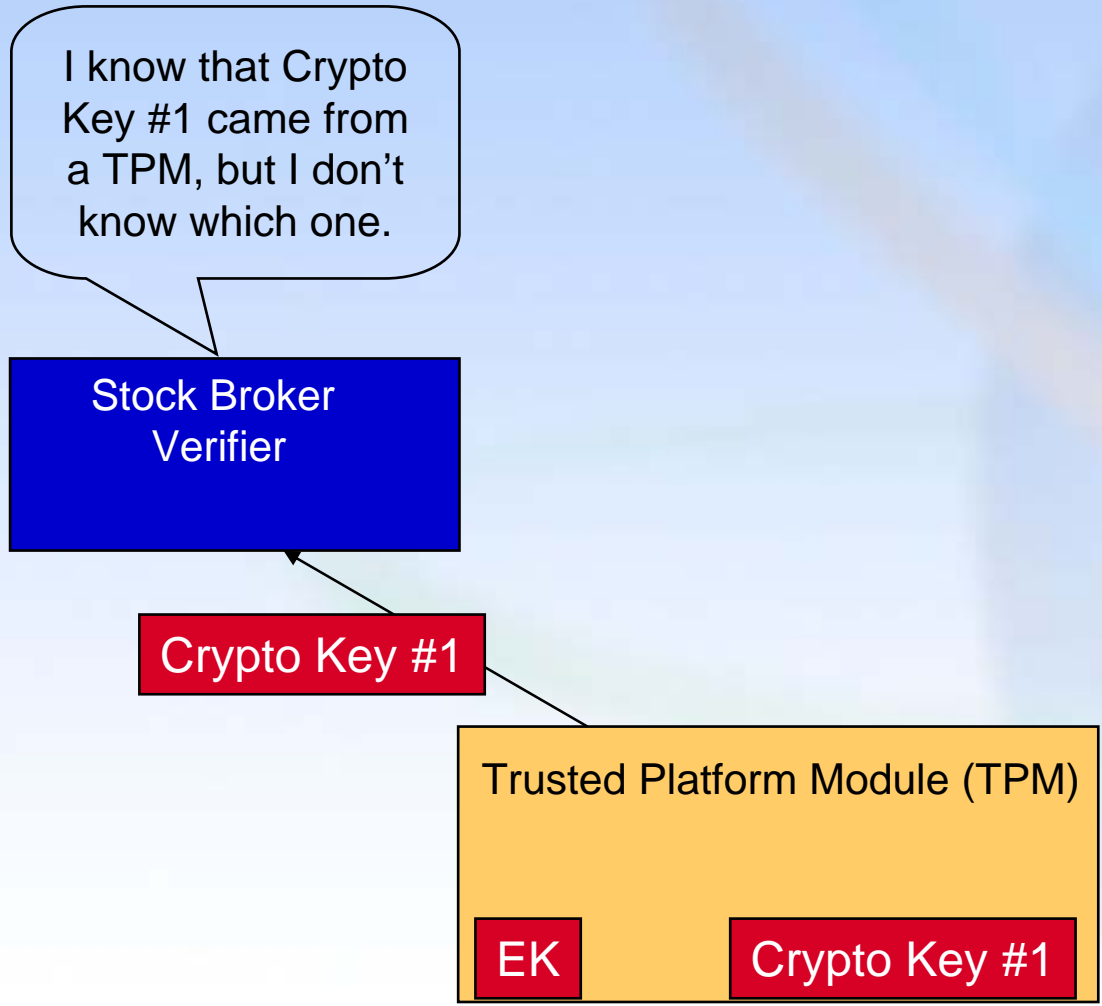 I know that Crypto
Key #1 came from
a TPM, but I don’t
know which one.
Stock Broker
Verifier
Crypto Key #1
Trusted Platform Module (TPM)
EK
Crypto Key #1